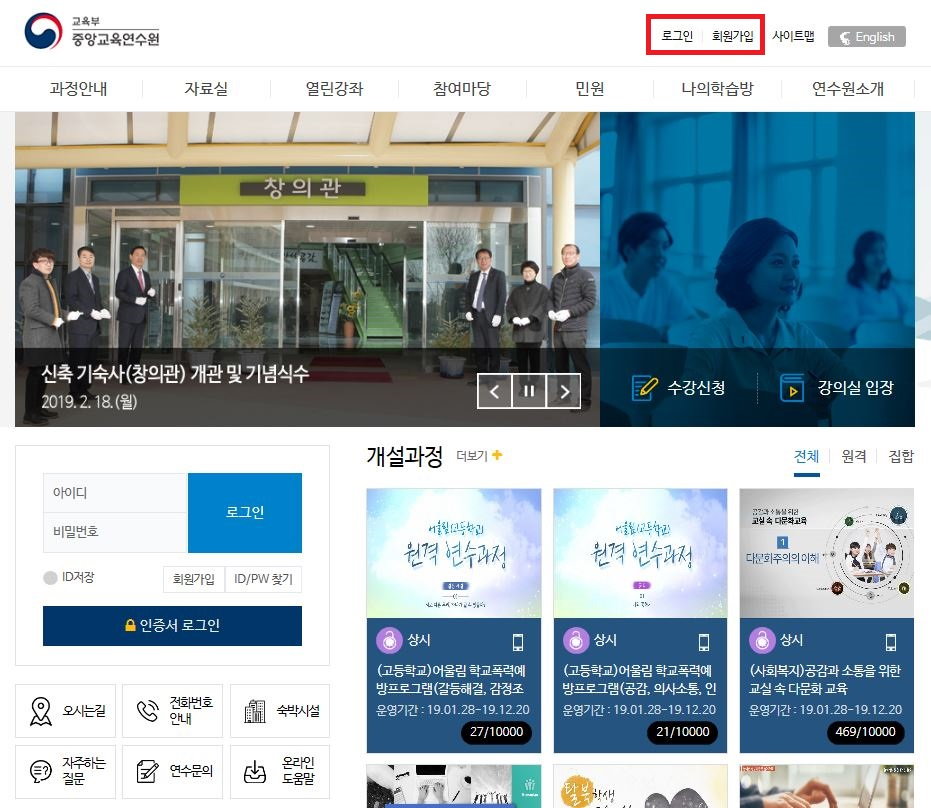 교육부
중앙교육연수원
로그인 회원가입 사이트맵 English
과정안내 자료실 열린강좌 참여마당 민원 나의학습방 연수원소개
창의관
신축 기숙사(창의관) 개관 및 기념식수
2019. 2. 18.(월)
수강신청 강의실 입장
아이디
비밀번호
로그인
ID저장 회원가입 ID/PW 찾기
인증서 로그인
오시는길
전화번호
안내
숙박시설
자주하는
질문
연수문의
온라인
도움말
개설과정 더보기
전체 원격 집합
어울림(고등학교)
원격 연수과정
상시
(고등학교)어울림 학교폭력예
방프로그램(갈등해결, 감정조
운영기간 : 19.01.28~19.12.20
27/10000
어울림(고등학교)
원격 연수과정
상시
(고등학교)어울림 학교폭력예
방프로그램(공감, 의사소통, 인
운영기간 : 19.01.28~19.12.20
21/10000
공감과 소통을 위한
교실 속 다문화교육
1
다문화주의의 이해
상시
(사회복지)공감과 소통을 위한
교실 속 다문화 교육
운영기간 : 19.01.28~19.12.20
469/10000
탈북학생